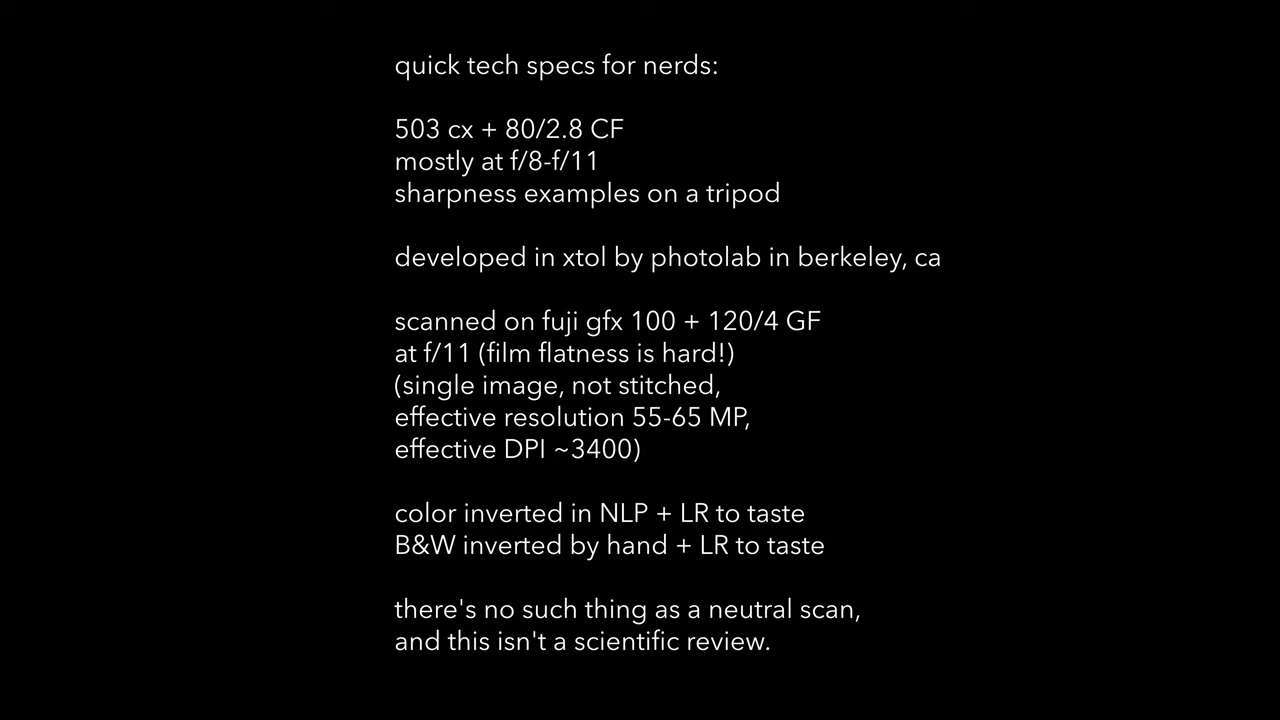 quick tech specs for nerds:
503 cx + 80/2.8 CF
mostly at f/8-f/11
sharpness examples on a tripod
developed in xtol by photolab in berkeley, ca
scanned on fuji gfx 100 + 120/4 GF
at f/11 (film flatness is hard!)
(single image, not stitched,
effective resolution 55-65 MP,
effective DPI ~3400)
color inverted in NLP + LR to taste
B&W inverted by hand + LR to taste
there's no such thing as a neutral scan,
and this isn't a scientific review.